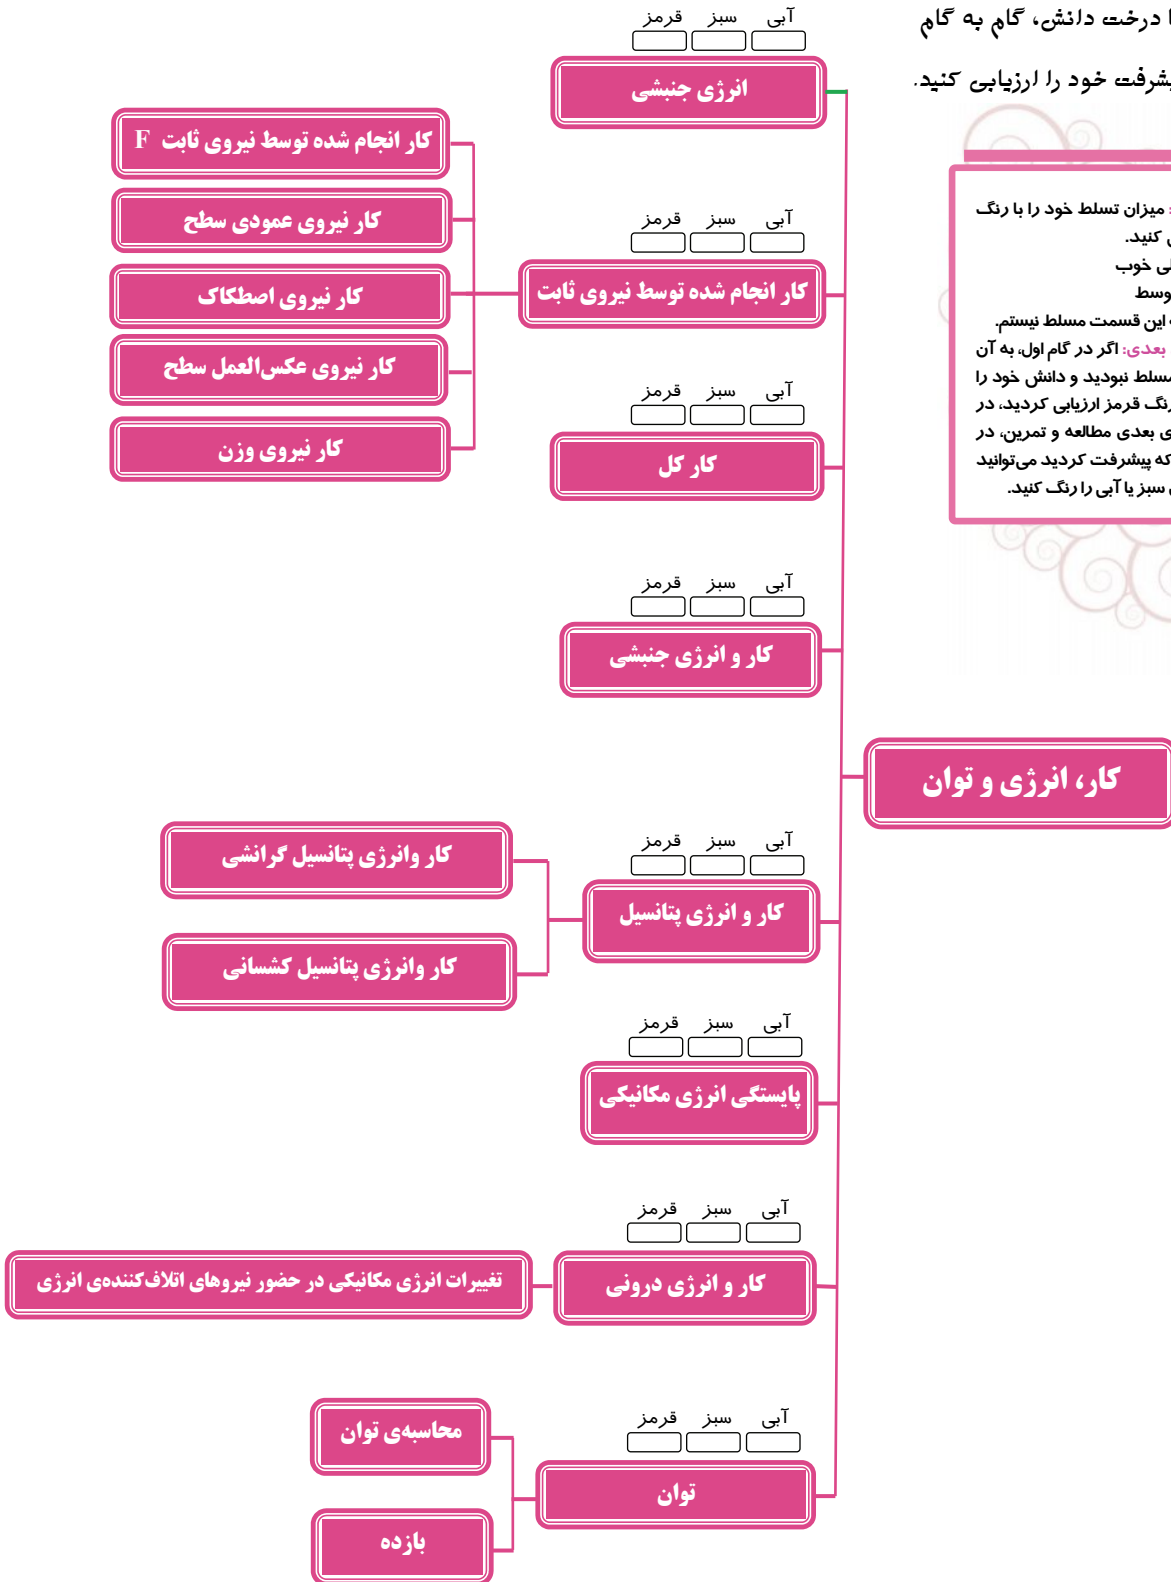 درخت دانش، گام به گام
پیشرفت خود را ارزیابی کنید.
میزان تسلط خود را با رنگ
کنید.
خوب
این قسمت مسلط نیستم.
بعدی: اگر در گام اول، به آن
مسلط نبودید و دانش خود را
رنگ قرمز ارزیابی کردید، در
بعدی مطالعه و تمرین، در
که پیشرفت کردید می‌توانید
سبز یا آبی را رنگ کنید.
کار، انرژی و توان
آبی سبز قرمز
انرژی جنبشی
آبی سبز قرمز
کار انجام شده توسط نیروی ثابت
کار انجام شده توسط نیروی ثابت F
کار نیروی عمودی سطح
کار نیروی اصطکاک
کار نیروی عکس‌العمل سطح
کار نیروی وزن
آبی سبز قرمز
کار کل
آبی سبز قرمز
کار و انرژی جنبشی
آبی سبز قرمز
کار و انرژی پتانسیل
کار وانرژی پتانسیل گرانشی
کار وانرژی پتانسیل کشسانی
آبی سبز قرمز
پایستگی انرژی مکانیکی
آبی سبز قرمز
کار و انرژی درونی
تغییرات انرژی مکانیکی در حضور نیروهای اتلاف‌کننده‌ی انرژی
آبی سبز قرمز
توان
محاسبه‌ی توان
بازده